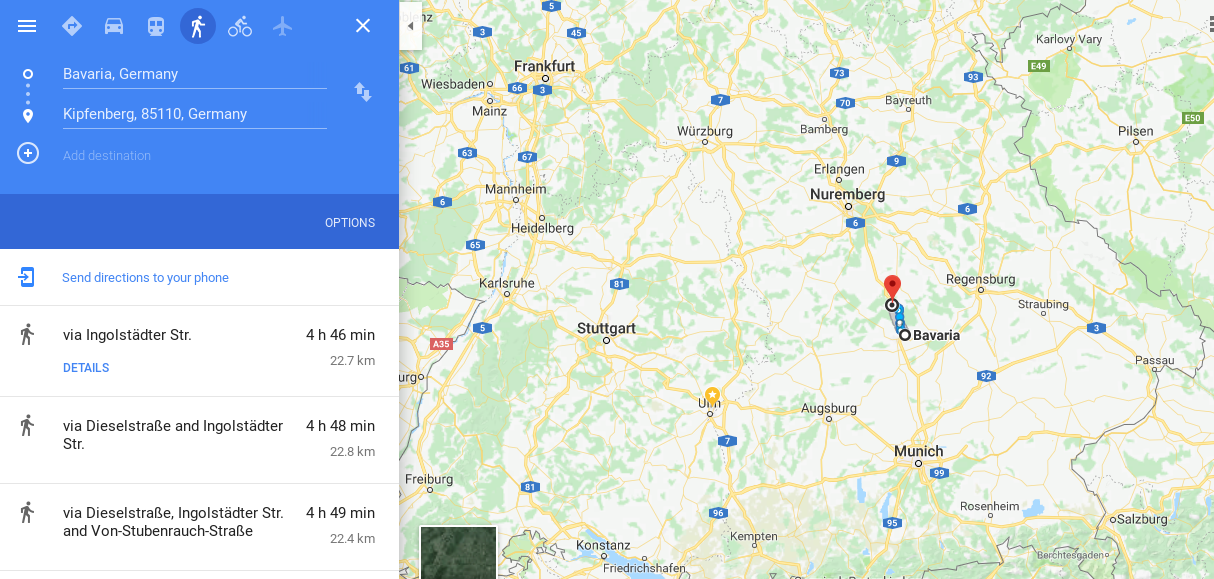 Bavaria, Germany
Kipfenberg, 85110, Germany
Add destination
OPTIONS
Send directions to your phone
via Ingolstädter Str.
4 h 46 min
22.7 km
DETAILS
via Dieselstraße and Ingolstädter
Str.
4 h 48 min
22.8 km
via Dieselstraße, Ingolstädter Str.
and Von-Stubenrauch-Straße
4 h 49 min
22.4 km
5
3
45
Karlovy Vary
61
Frankfurt
E49
Wiesbaden
66
3
73
93
Mainz
7
70
Bayreuth
E50
Würzburg
Bamberg
Pilsen
63
67
9
Erlangen
Mannheim
Nuremberg
6
6
6
Heidelberg
65
Karlsruhe
81
Regensburg
Straubing
5
Stuttgart
Bavaria
3
A35
Passau
92
Ulm
Augsburg
7
Munich
99
Freiburg
81
96
95
Rosenheim
Salzburg
Kempten
Konstanz
Berchtesgaden
Friedrichshafen